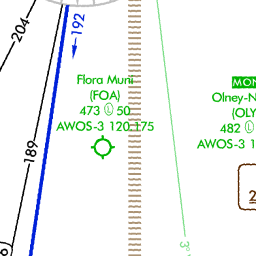 204
192
Flora Muni
(FOA)
473 Ⓛ 50
AWOS-3 120.175
189
MON
Olney-N
(OLY
482 Ⓛ
AWOS-3 1
3°
2